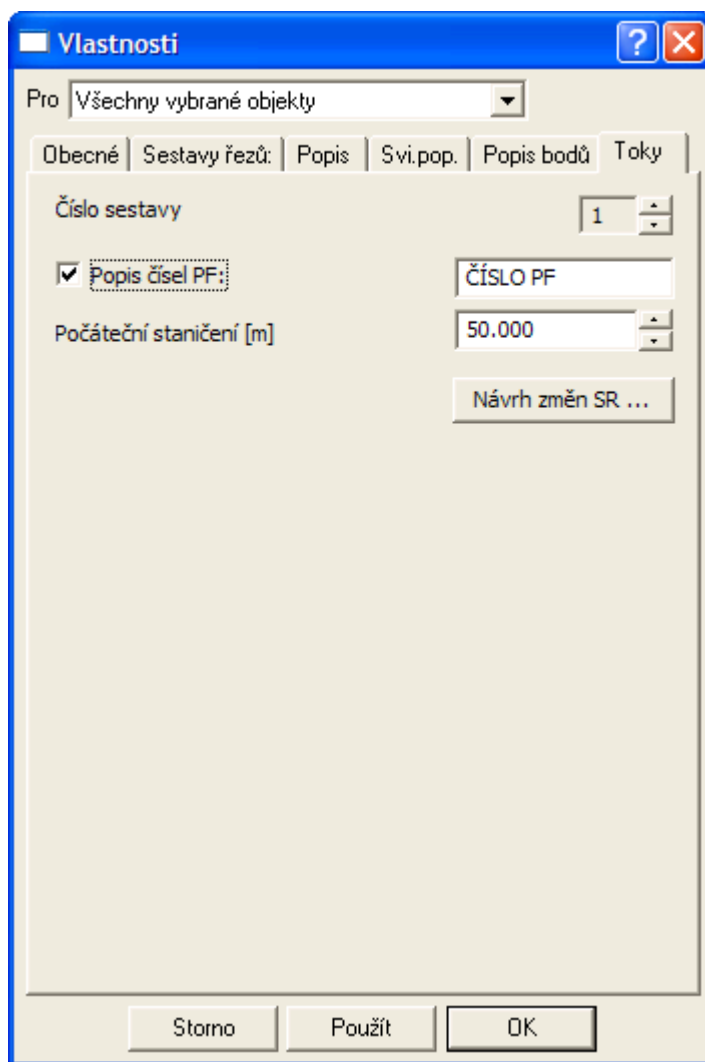 Vlastnosti
Pro Všechny vybrané objekty
Obecné Sestavy řezů: Popis Svi.pop. Popis bodů Toky
Číslo sestavy 1
Popis čísel PF: ČÍSLO PF
Počáteční staničení [m] 50.000
Návrh změn SR ...
Storno Použít OK